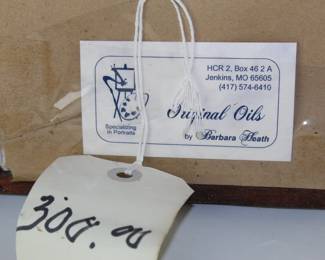 HCR 2, Box 46 2 A
Jenkins, MO 65605
(417) 574-6410
Original Oils
Specializing
in Portraits
by Barbara Heath
300.00